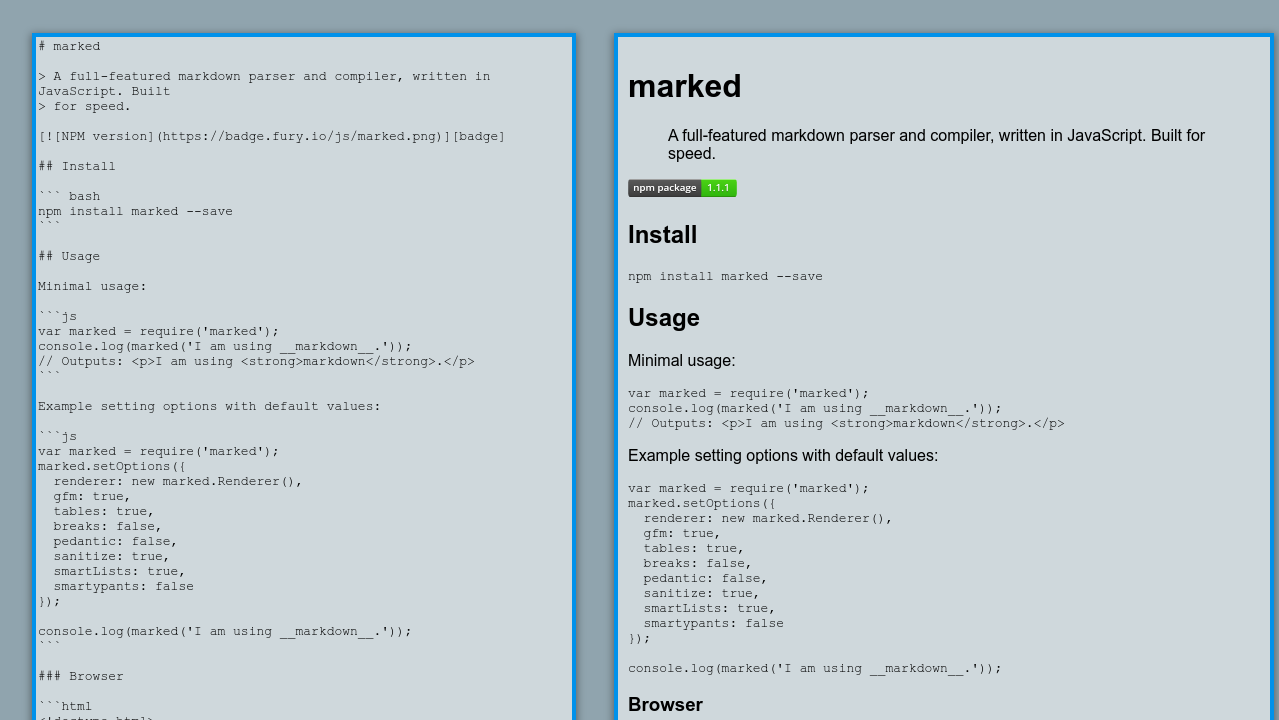 # marked

> A full-featured markdown parser and compiler, written in
JavaScript. Built
> for speed.

[![NPM version](https://badge.fury.io/js/marked.png)][badge]

## Install

``` bash
npm install marked --save
```

## Usage

Minimal usage:

```js
var marked = require('marked');
console.log(marked('I am using __markdown__.'));
// Outputs: <p>I am using <strong>markdown</strong>.</p>
```

Example setting options with default values:

```js
var marked = require('marked');
marked.setOptions({
  renderer: new marked.Renderer(),
  gfm: true,
  tables: true,
  breaks: false,
  pedantic: false,
  sanitize: true,
  smartLists: true,
  smartypants: false
});

console.log(marked('I am using __markdown__.'));
```

### Browser

```html
<!doctype html>
marked
A full-featured markdown parser and compiler, written in JavaScript. Built for
speed.
npm package 1.1.1
Install
npm install marked --save
Usage
Minimal usage:
var marked = require('marked');
console.log(marked('I am using __markdown__.'));
// Outputs: <p>I am using <strong>markdown</strong>.</p>
Example setting options with default values:
var marked = require('marked');
marked.setOptions({
  renderer: new marked.Renderer(),
  gfm: true,
  tables: true,
  breaks: false,
  pedantic: false,
  sanitize: true,
  smartLists: true,
  smartypants: false
});

console.log(marked('I am using __markdown__.'));
Browser